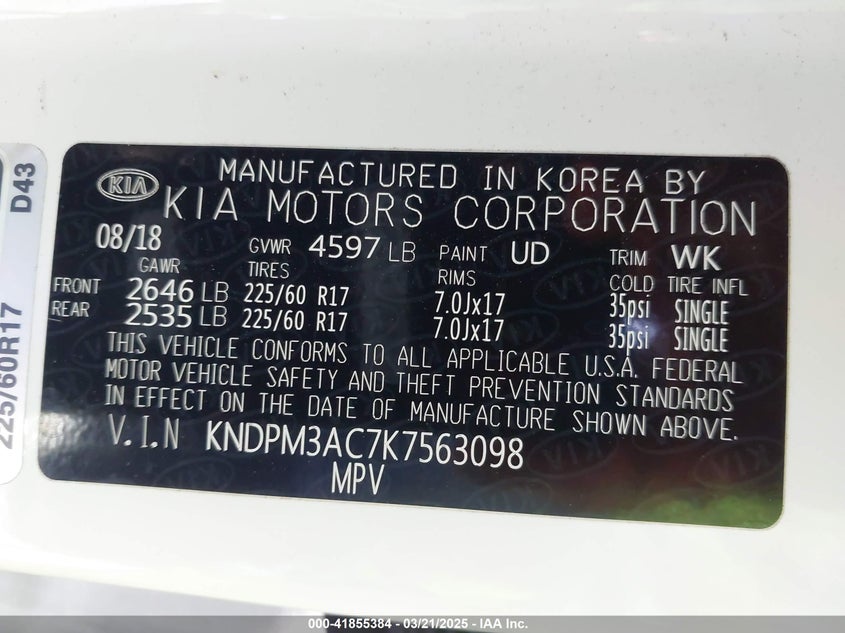 KIA
MANUFACTURED IN KOREA BY
KIA MOTORS CORPORATION
08/18 GVWR 4597 LB PAINT UD TRIM WK
GAWR TIRES RIMS COLD TIRE INFL
FRONT 2646 LB 225/60 R17 7.0Jx17 35psi SINGLE
REAR 2535 LB 225/60 R17 7.0Jx17 35psi SINGLE
THIS VEHICLE CONFORMS TO ALL APPLICABLE U.S.A. FEDERAL
MOTOR VEHICLE SAFETY AND THEFT PREVENTION STANDARDS
IN EFFECT ON THE DATE OF MANUFACTURE SHOWN ABOVE.
V.I.N KNDPM3AC7K7563098
MPV
D43
225/60R17
000-41855384 - 03/21/2025 - IAA Inc.